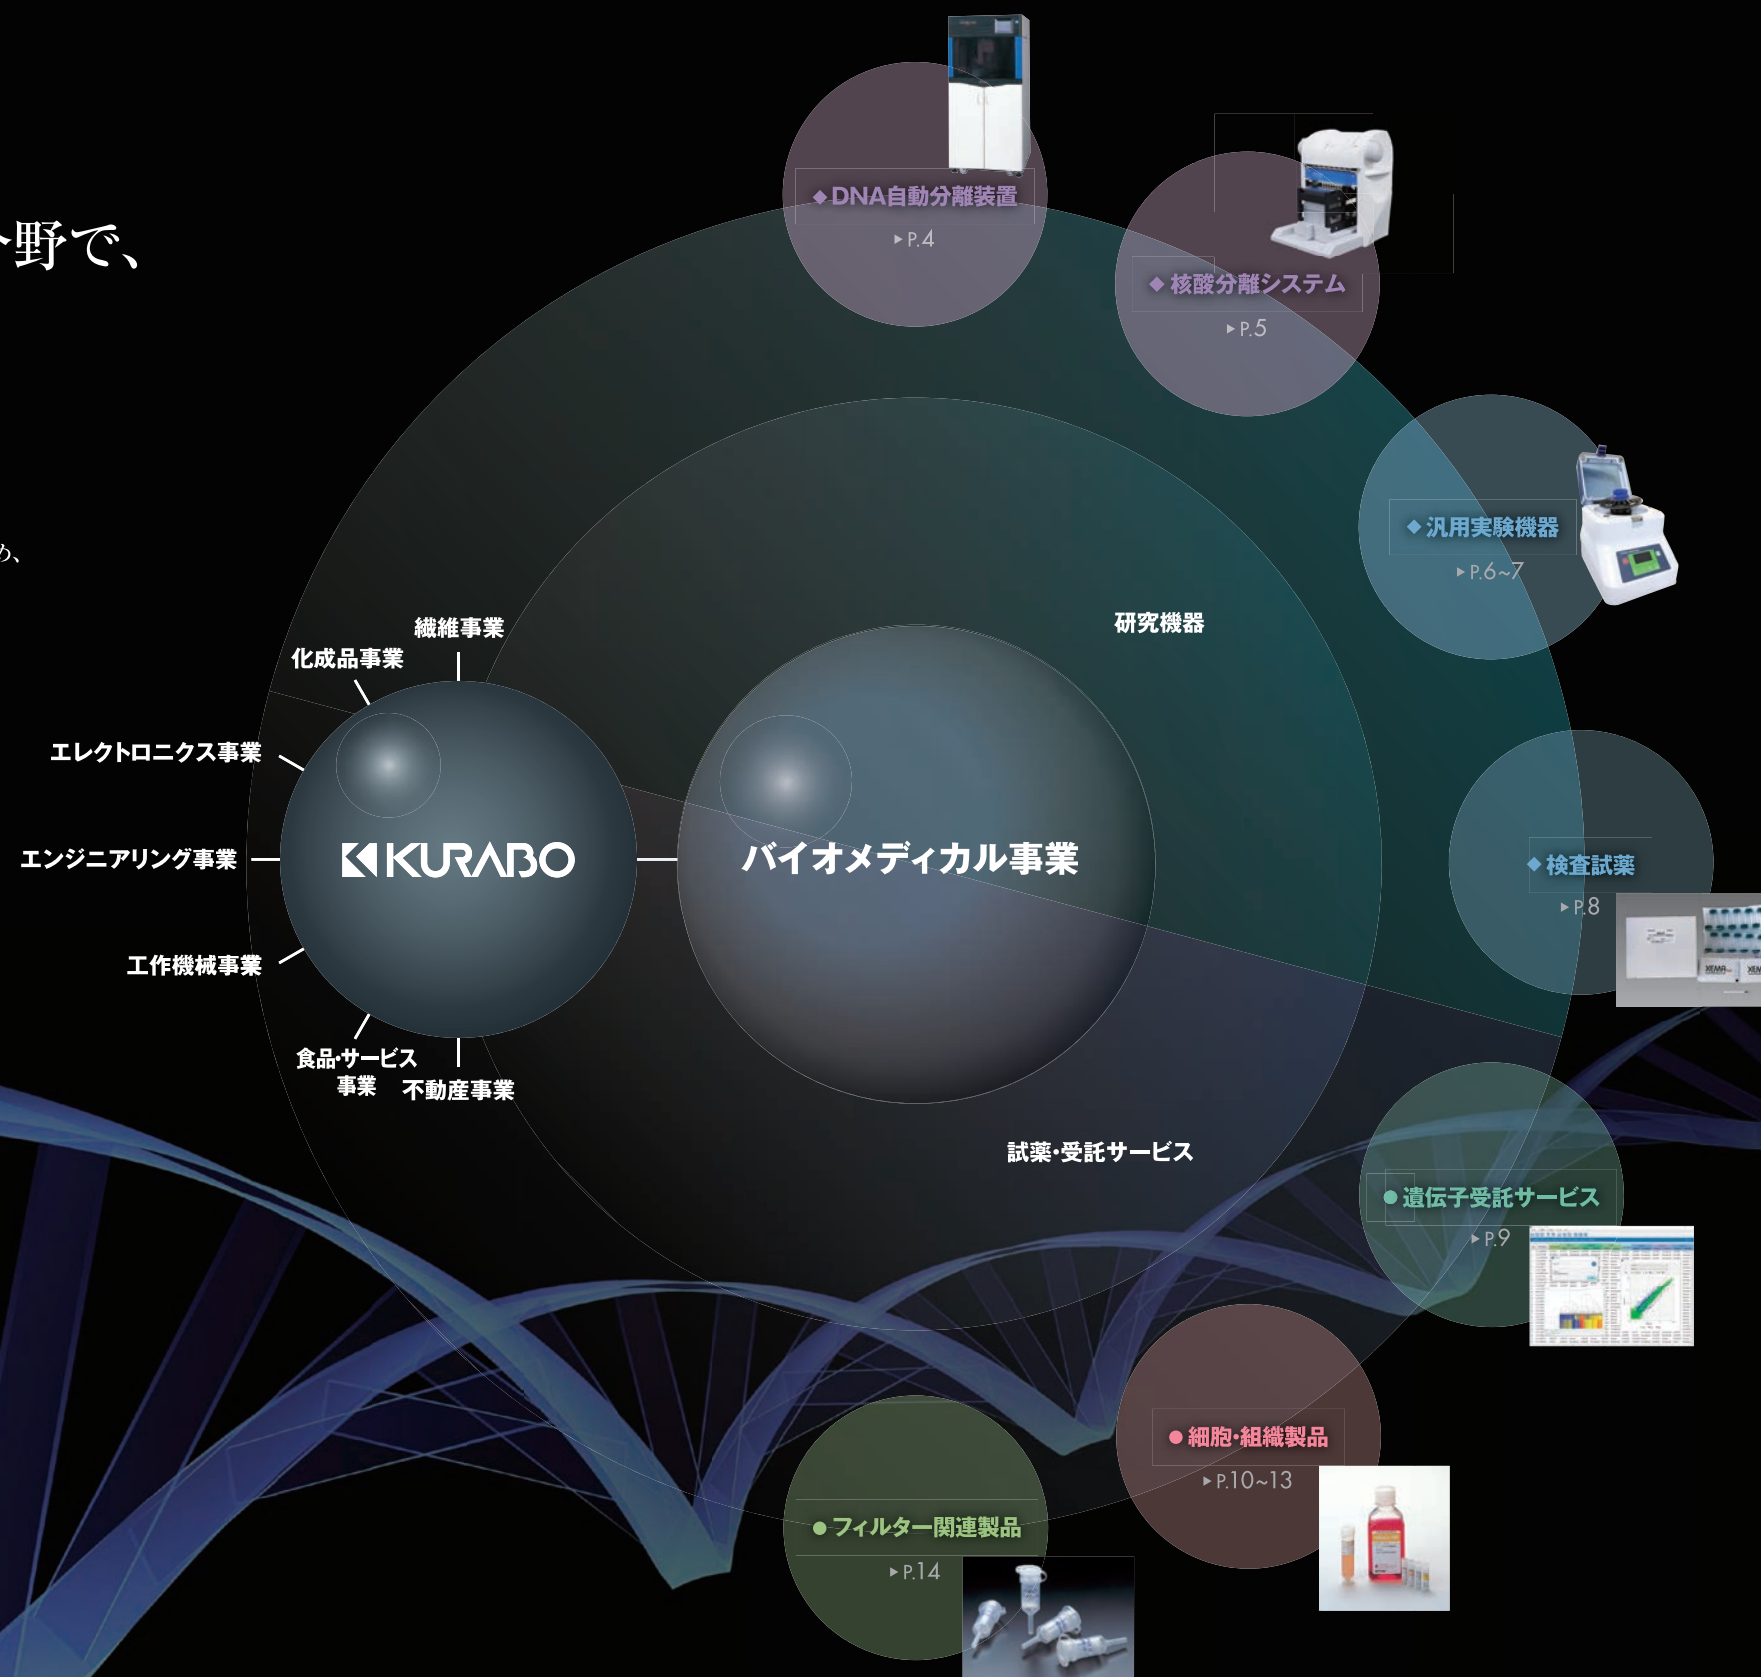 野で、
め、
◆DNA自動分離装置
▶P.4
◆核酸分離システム
▶P.5
◆汎用実験機器
▶P.6~7
研究機器
繊維事業
化成品事業
エレクトロニクス事業
エンジニアリング事業
KURABO
バイオメディカル事業
◆検査試薬
▶P.8
XEMA
工作機械事業
食品・サービス
事業
不動産事業
試薬・受託サービス
●遺伝子受託サービス
▶P.9
●細胞・組織製品
▶P.10~13
●フィルター関連製品
▶P.14